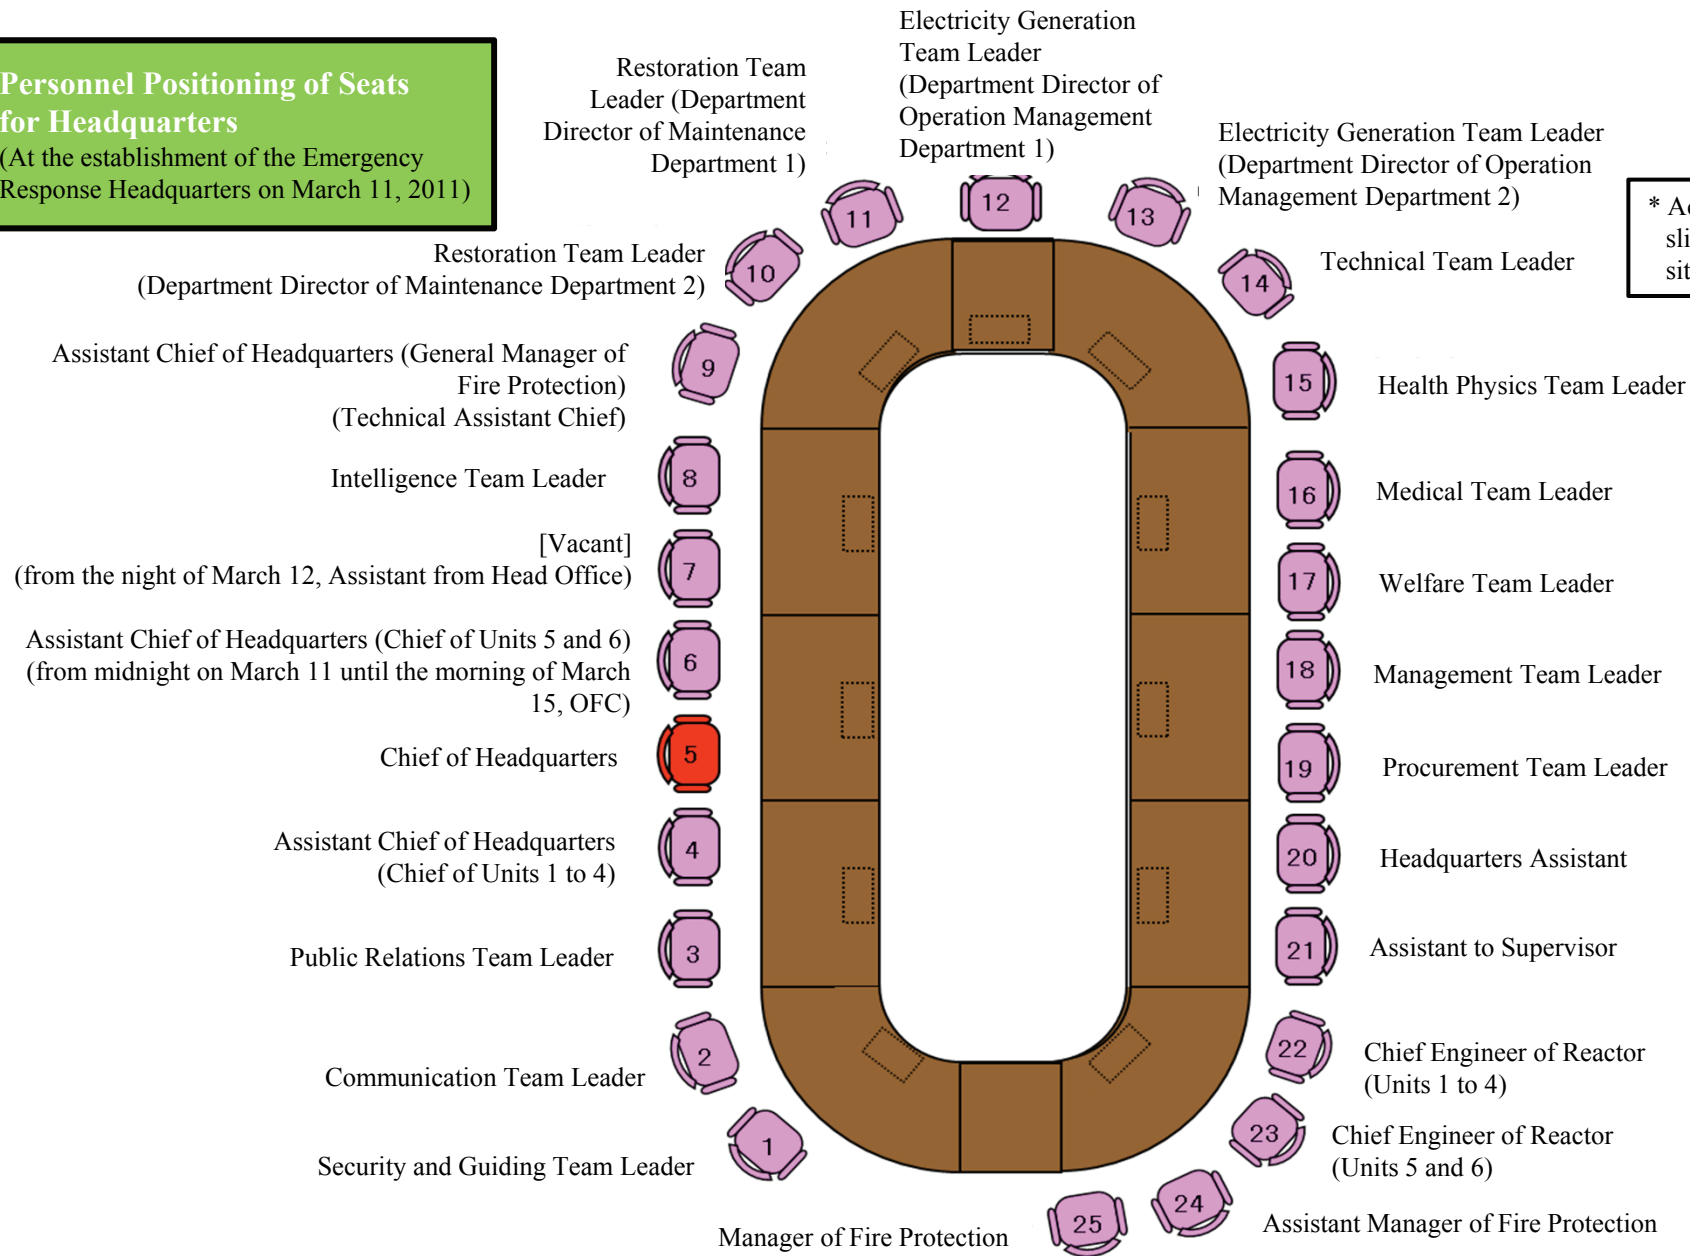 Personnel Positioning of Seats
for Headquarters
(At the establishment of the Emergency
Response Headquarters on March 11, 2011)
Electricity Generation
Team Leader
(Department Director of
Operation Management
Department 1)
Restoration Team
Leader (Department
Director of Maintenance
Department 1)
Electricity Generation Team Leader
(Department Director of Operation
Management Department 2)
*
sli
sit
12
11
13
Restoration Team Leader
(Department Director of Maintenance Department 2)
10
14
Technical Team Leader
Assistant Chief of Headquarters (General Manager of
Fire Protection)
(Technical Assistant Chief)
9
15
Health Physics Team Leader
Intelligence Team Leader
8
16
Medical Team Leader
[Vacant]
(from the night of March 12, Assistant from Head Office)
7
17
Welfare Team Leader
Assistant Chief of Headquarters (Chief of Units 5 and 6)
(from midnight on March 11 until the morning of March
15, OFC)
6
18
Management Team Leader
Chief of Headquarters
5
19
Procurement Team Leader
Assistant Chief of Headquarters
(Chief of Units 1 to 4)
4
20
Headquarters Assistant
Public Relations Team Leader
3
21
Assistant to Supervisor
Communication Team Leader
2
22
Chief Engineer of Reactor
(Units 1 to 4)
Security and Guiding Team Leader
1
23
Chief Engineer of Reactor
(Units 5 and 6)
24
Assistant Manager of Fire Protection
Manager of Fire Protection
25